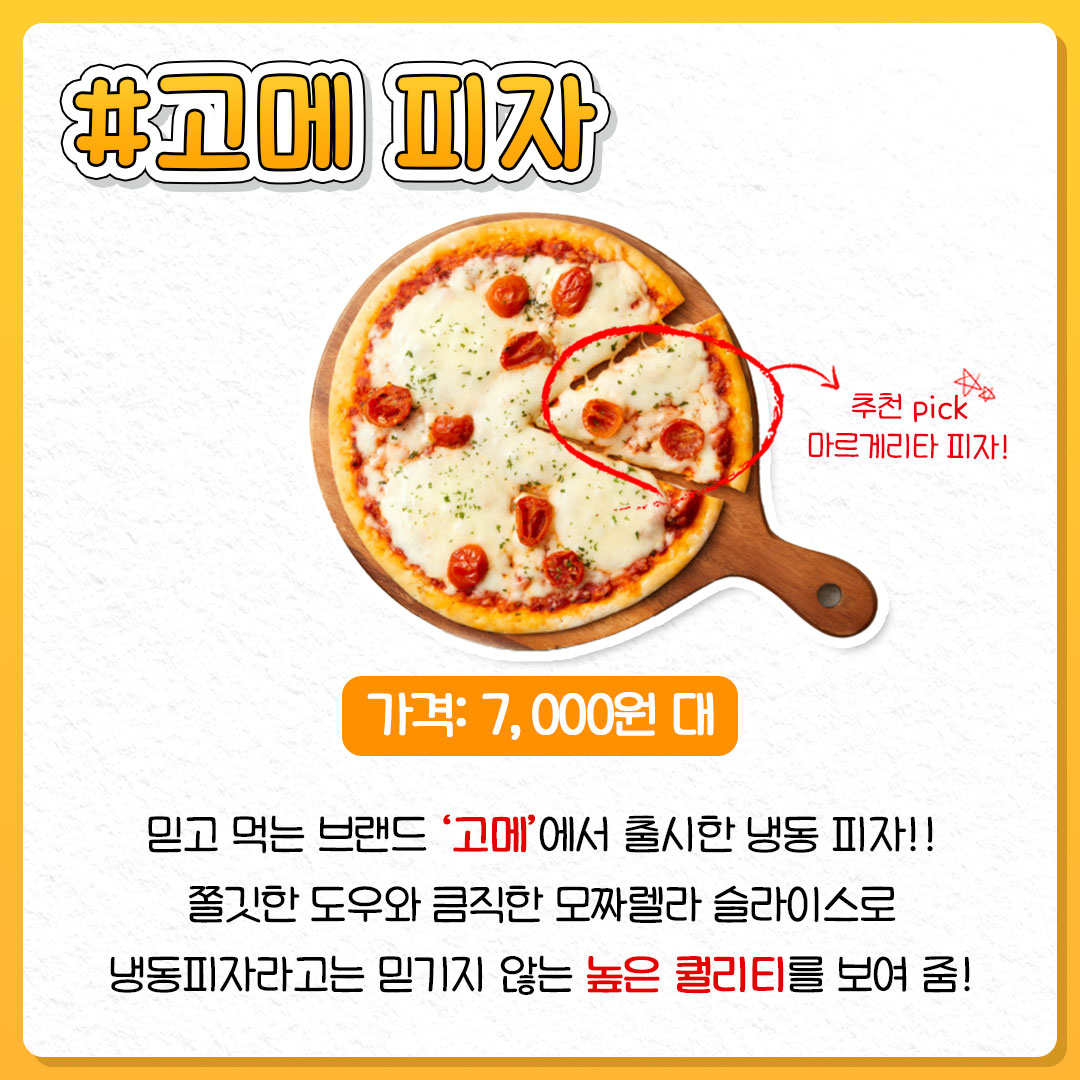 #고메 피자
추천 pick
마르게리타 피자!
가격: 7,000원 대
믿고 먹는 브랜드 ‘고메’에서 출시한 냉동 피자!!
쫄깃한 도우와 큼직한 모짜렐라 슬라이스로
냉동피자라고는 믿기지 않는 높은 퀄리티를 보여 줌!